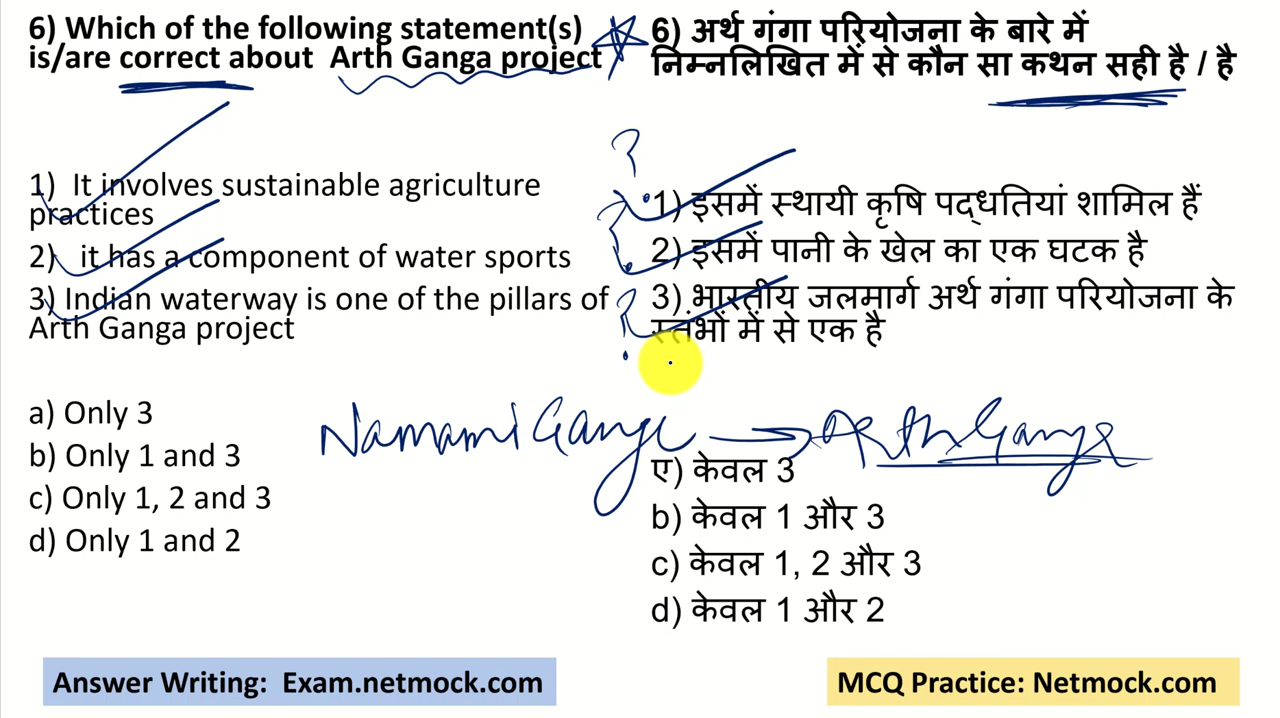 6) Which of the following statement(s)
is/are correct about Arth Ganga project
1) It involves sustainable agriculture
practices
2) it has a component of water sports
3) Indian waterway is one of the pillars of
Arth Ganga project
a) Only 3
b) Only 1 and 3
c) Only 1, 2 and 3
d) Only 1 and 2
6) अर्थ गंगा परियोजना के बारे में
निम्नलिखित में से कौन सा कथन सही है / है
1) इसमें स्थायी कृषि पद्धतियां शामिल हैं
2) इसमें पानी के खेल का एक घटक है
3) भारतीय जलमार्ग अर्थ गंगा परियोजना के
स्तंभों में से एक है
Namami Gange → Arth Ganga
ए) केवल 3
b) केवल 1 और 3
c) केवल 1, 2 और 3
d) केवल 1 और 2
Answer Writing: Exam.netmock.com
MCQ Practice: Netmock.com